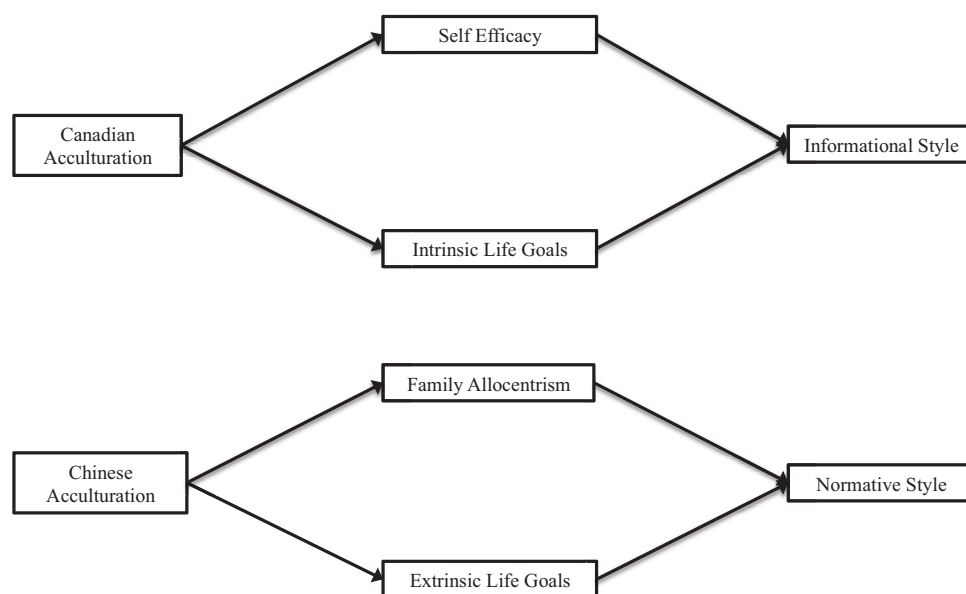 Self Efficacy
Canadian
Acculturation
Informational Style
Intrinsic Life Goals
Family Allocentrism
Chinese
Acculturation
Normative Style
Extrinsic Life Goals